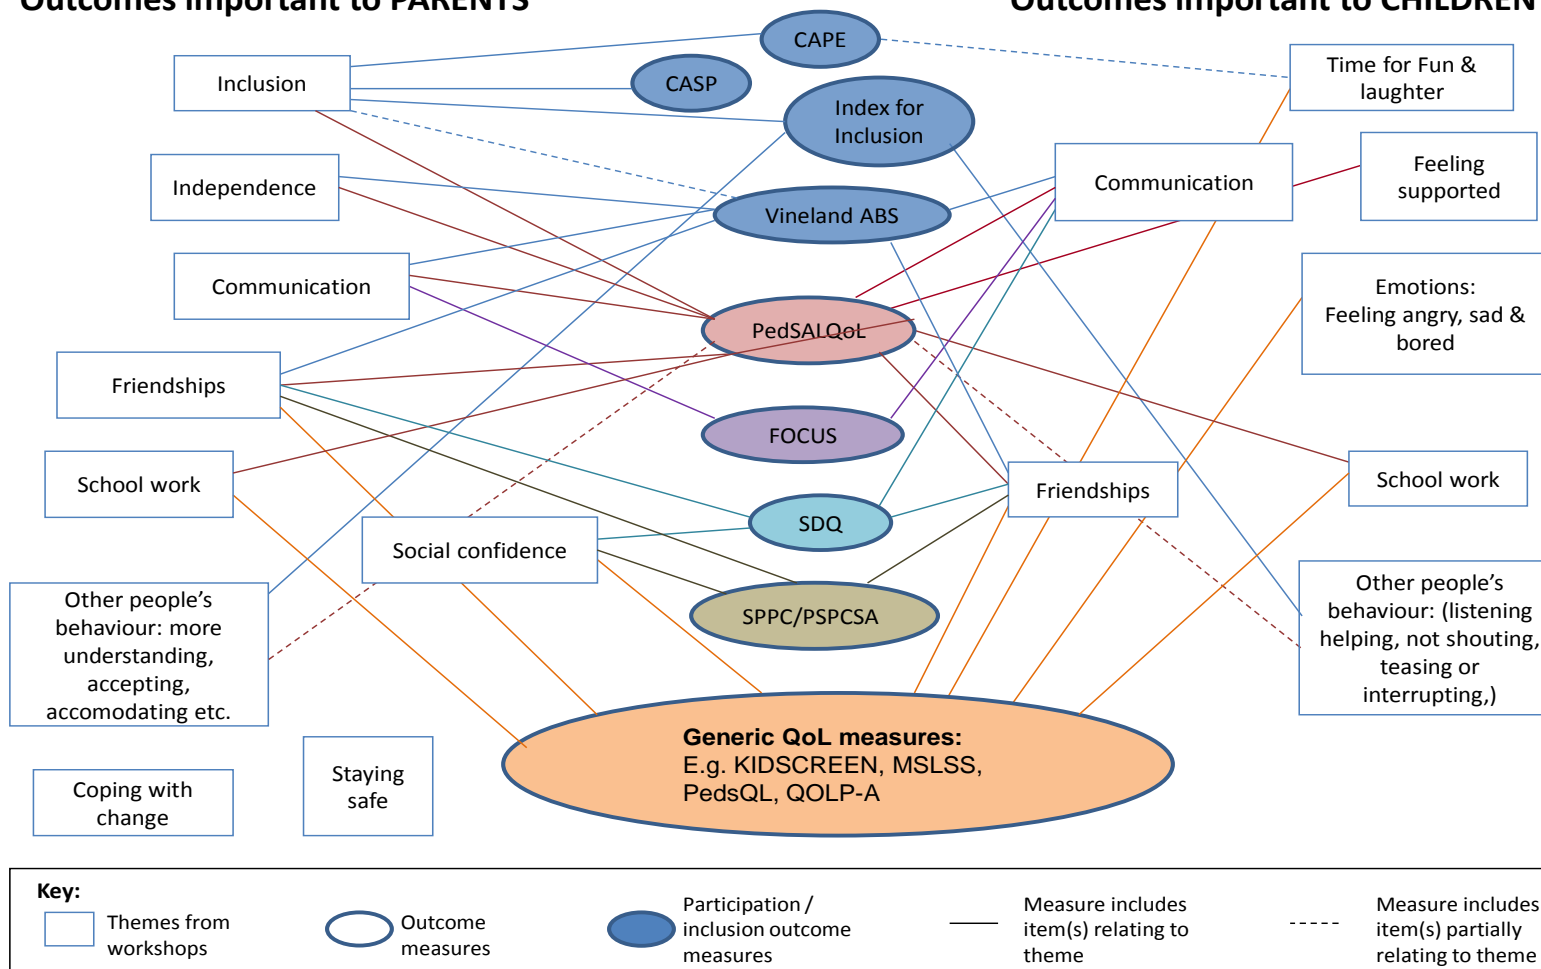 Outcomes important to PARENTS
Outcomes important to CHILDREN
CAPE
CASP
Index for
Inclusion
Vineland ABS
PedSALQoL
FOCUS
SDQ
SPPC/PSPCSA
Generic QoL measures:
E.g. KIDSCREEN, MSLSS,
PedsQL, QOLP-A
Inclusion
Independence
Communication
Friendships
School work
Social confidence
Other people's
behaviour: more
understanding,
accepting,
accomodating etc.
Coping with
change
Staying
safe
Time for Fun &
laughter
Communication
Feeling
supported
Emotions:
Feeling angry, sad &
bored
Friendships
School work
Other people's
behaviour: (listening
helping, not shouting,
teasing or
interrupting,)
Key:
Themes from
workshops
Outcome
measures
Participation /
inclusion outcome
measures
Measure includes
item(s) relating to
theme
Measure includes
item(s) partially
relating to theme